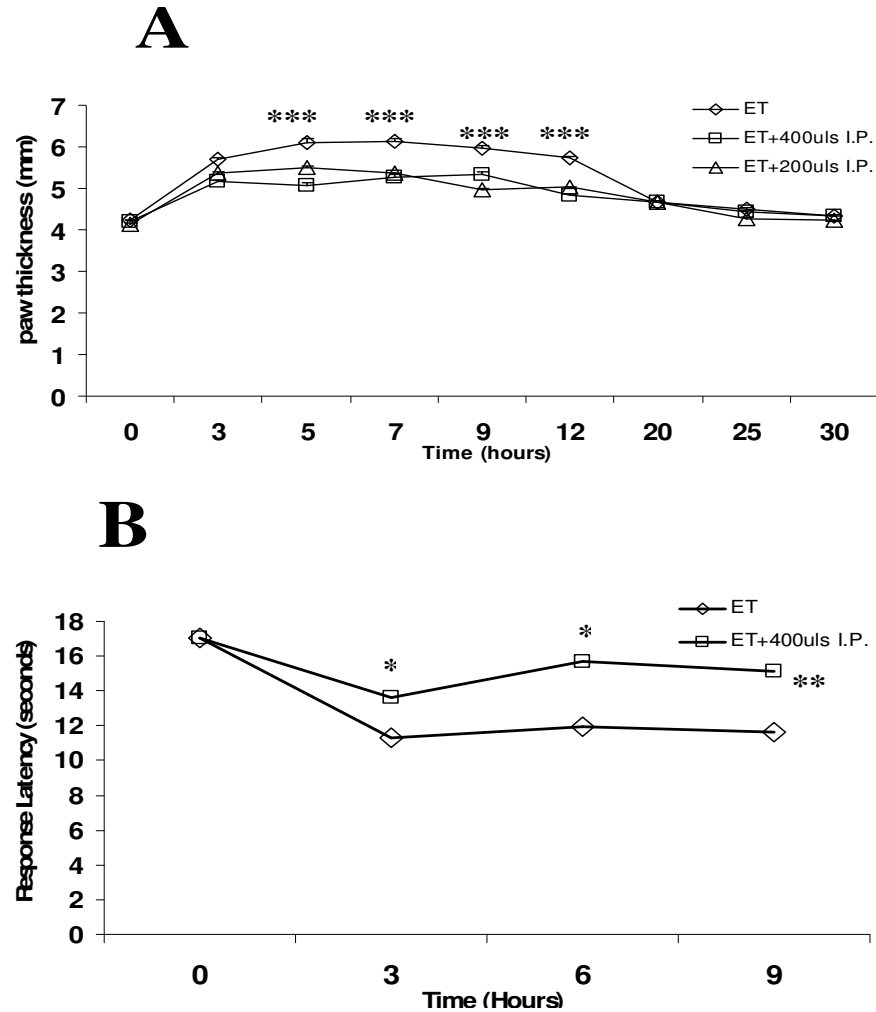 A
7
6
5
4
3
2
1
0
paw thickness (mm)
*** *** *** ***
ET
ET+400uls I.P.
ET+200uls I.P.
0 3 5 7 9 12 20 25 30
Time (hours)
B
18
16
14
12
10
8
6
4
2
0
Response Latency (seconds)
ET
ET+400uls I.P.
* * **
0 3 6 9
Time (Hours)